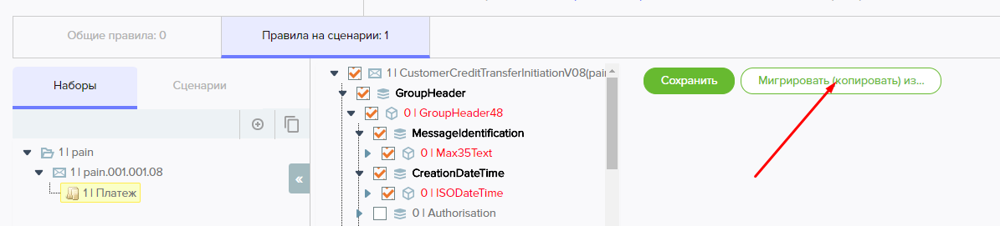 Общие правила: 0
Правила на сценарии: 1
Наборы
Сценарии
1 | pain
1 | pain.001.001.08
1 | Платеж
«
1 | CustomerCreditTransferInitiationV08(pai
GroupHeader
0 | GroupHeader48
MessageIdentification
0 | Max35Text
CreationDateTime
0 | ISODateTime
0 | Authorisation
Сохранить
Мигрировать (копировать) из...